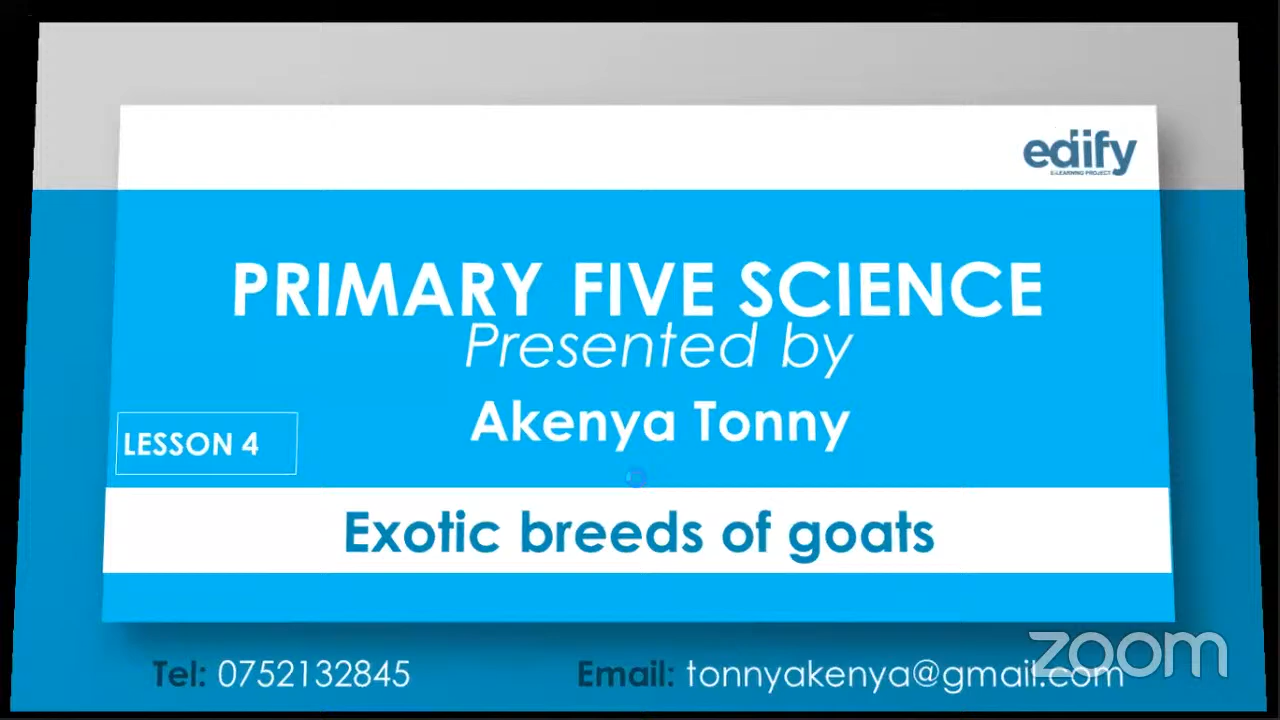 edify
E-LEARNING PROJECT
PRIMARY FIVE SCIENCE
Presented by
Akenya Tonny
LESSON 4
Exotic breeds of goats
Tel: 0752132845 Email: tonnyakenya@gmail.com
zoom